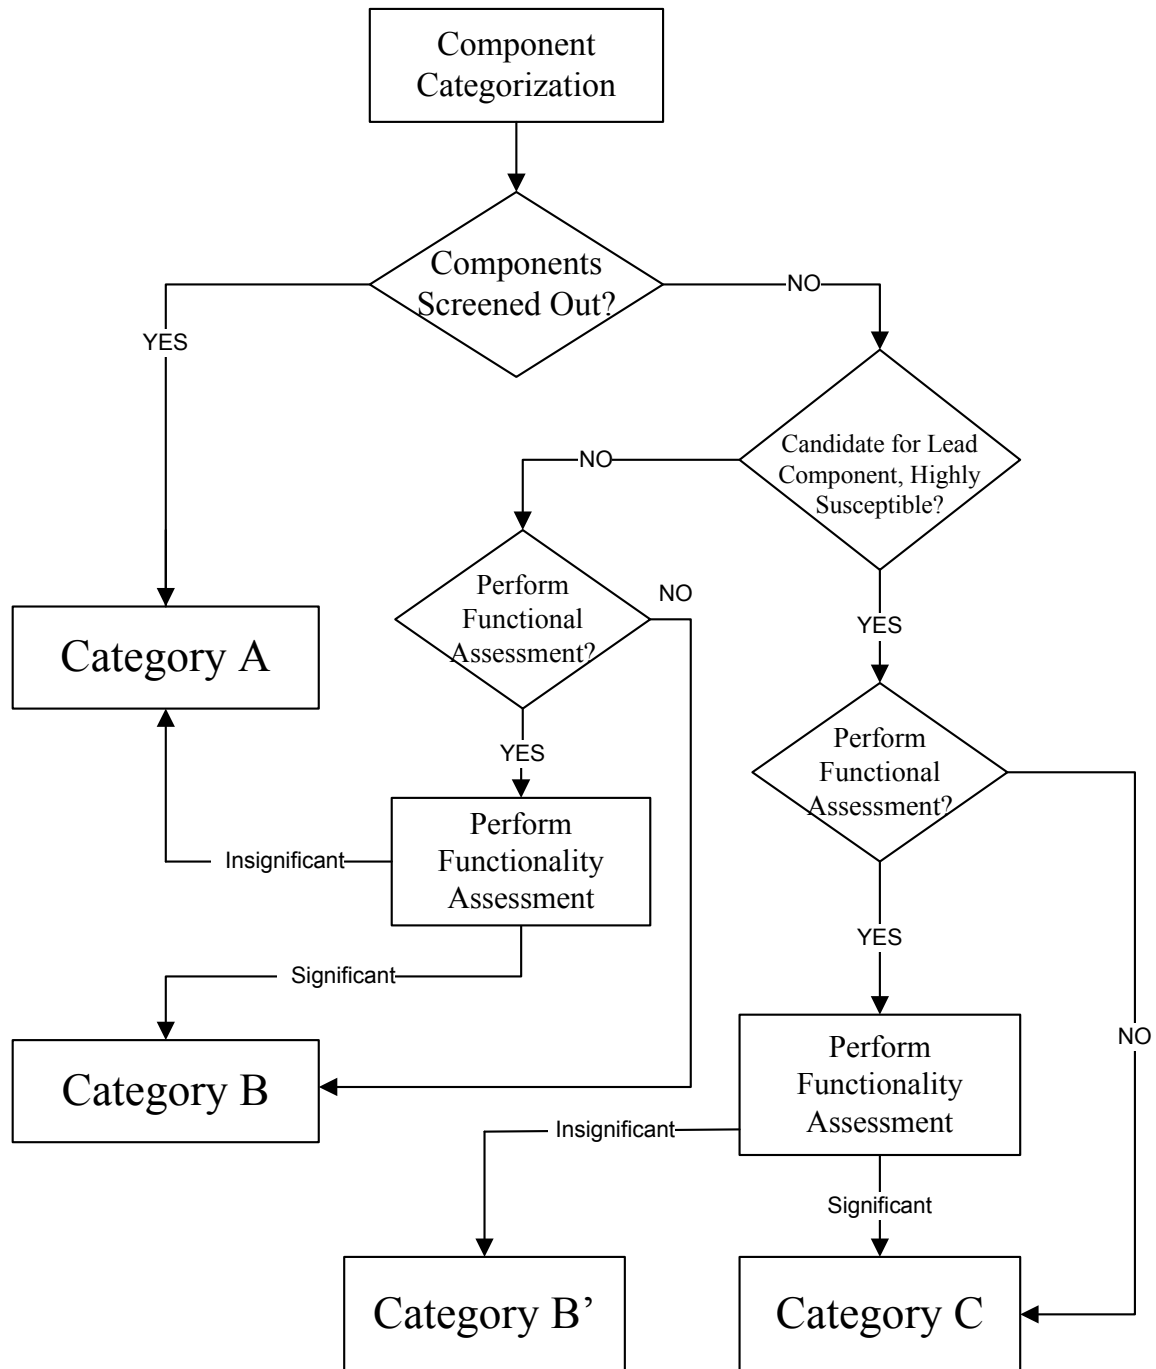 Component
Categorization
Components
Screened Out?
NO
YES
Candidate for Lead
Component, Highly
Susceptible?
NO
Perform
Functional
Assessment?
NO
YES
Category A
YES
Perform
Functional
Assessment?
Perform
Functionality
Assessment
Insignificant
YES
Significant
NO
Perform
Functionality
Assessment
Category B
Insignificant
Significant
Category B’
Category C